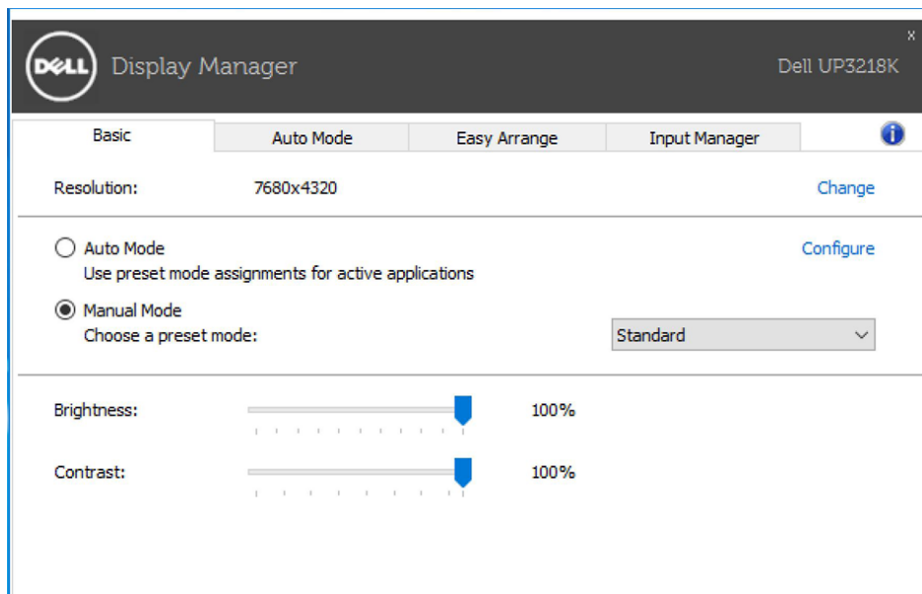 x
DELL Display Manager Dell UP3218K
Basic Auto Mode Easy Arrange Input Manager i
Resolution: 7680x4320 Change
Auto Mode Configure
Use preset mode assignments for active applications
Manual Mode
Choose a preset mode: Standard
Brightness: 100%
Contrast: 100%